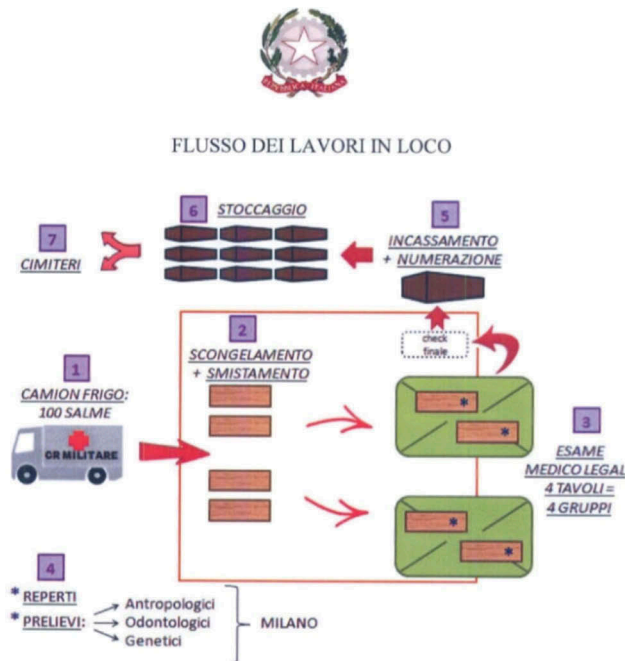 REPVBBLICA ITALIANA
FLUSSO DEI LAVORI IN LOCO
7
CIMITERI
6 STOCCAGGIO
5
INCASSAMENTO
+ NUMERAZIONE
check
finale
1
CAMION FRIGO:
100 SALME
CR MILITARE
2
SCONGELAMENTO
+ SMISTAMENTO
*
*
*
*
3
ESAME
MEDICO LEGAL
4 TAVOLI =
4 GRUPPI
4
* REPERTI
* PRELIEVI:
Antropologici
Odontologici
Genetici
MILANO